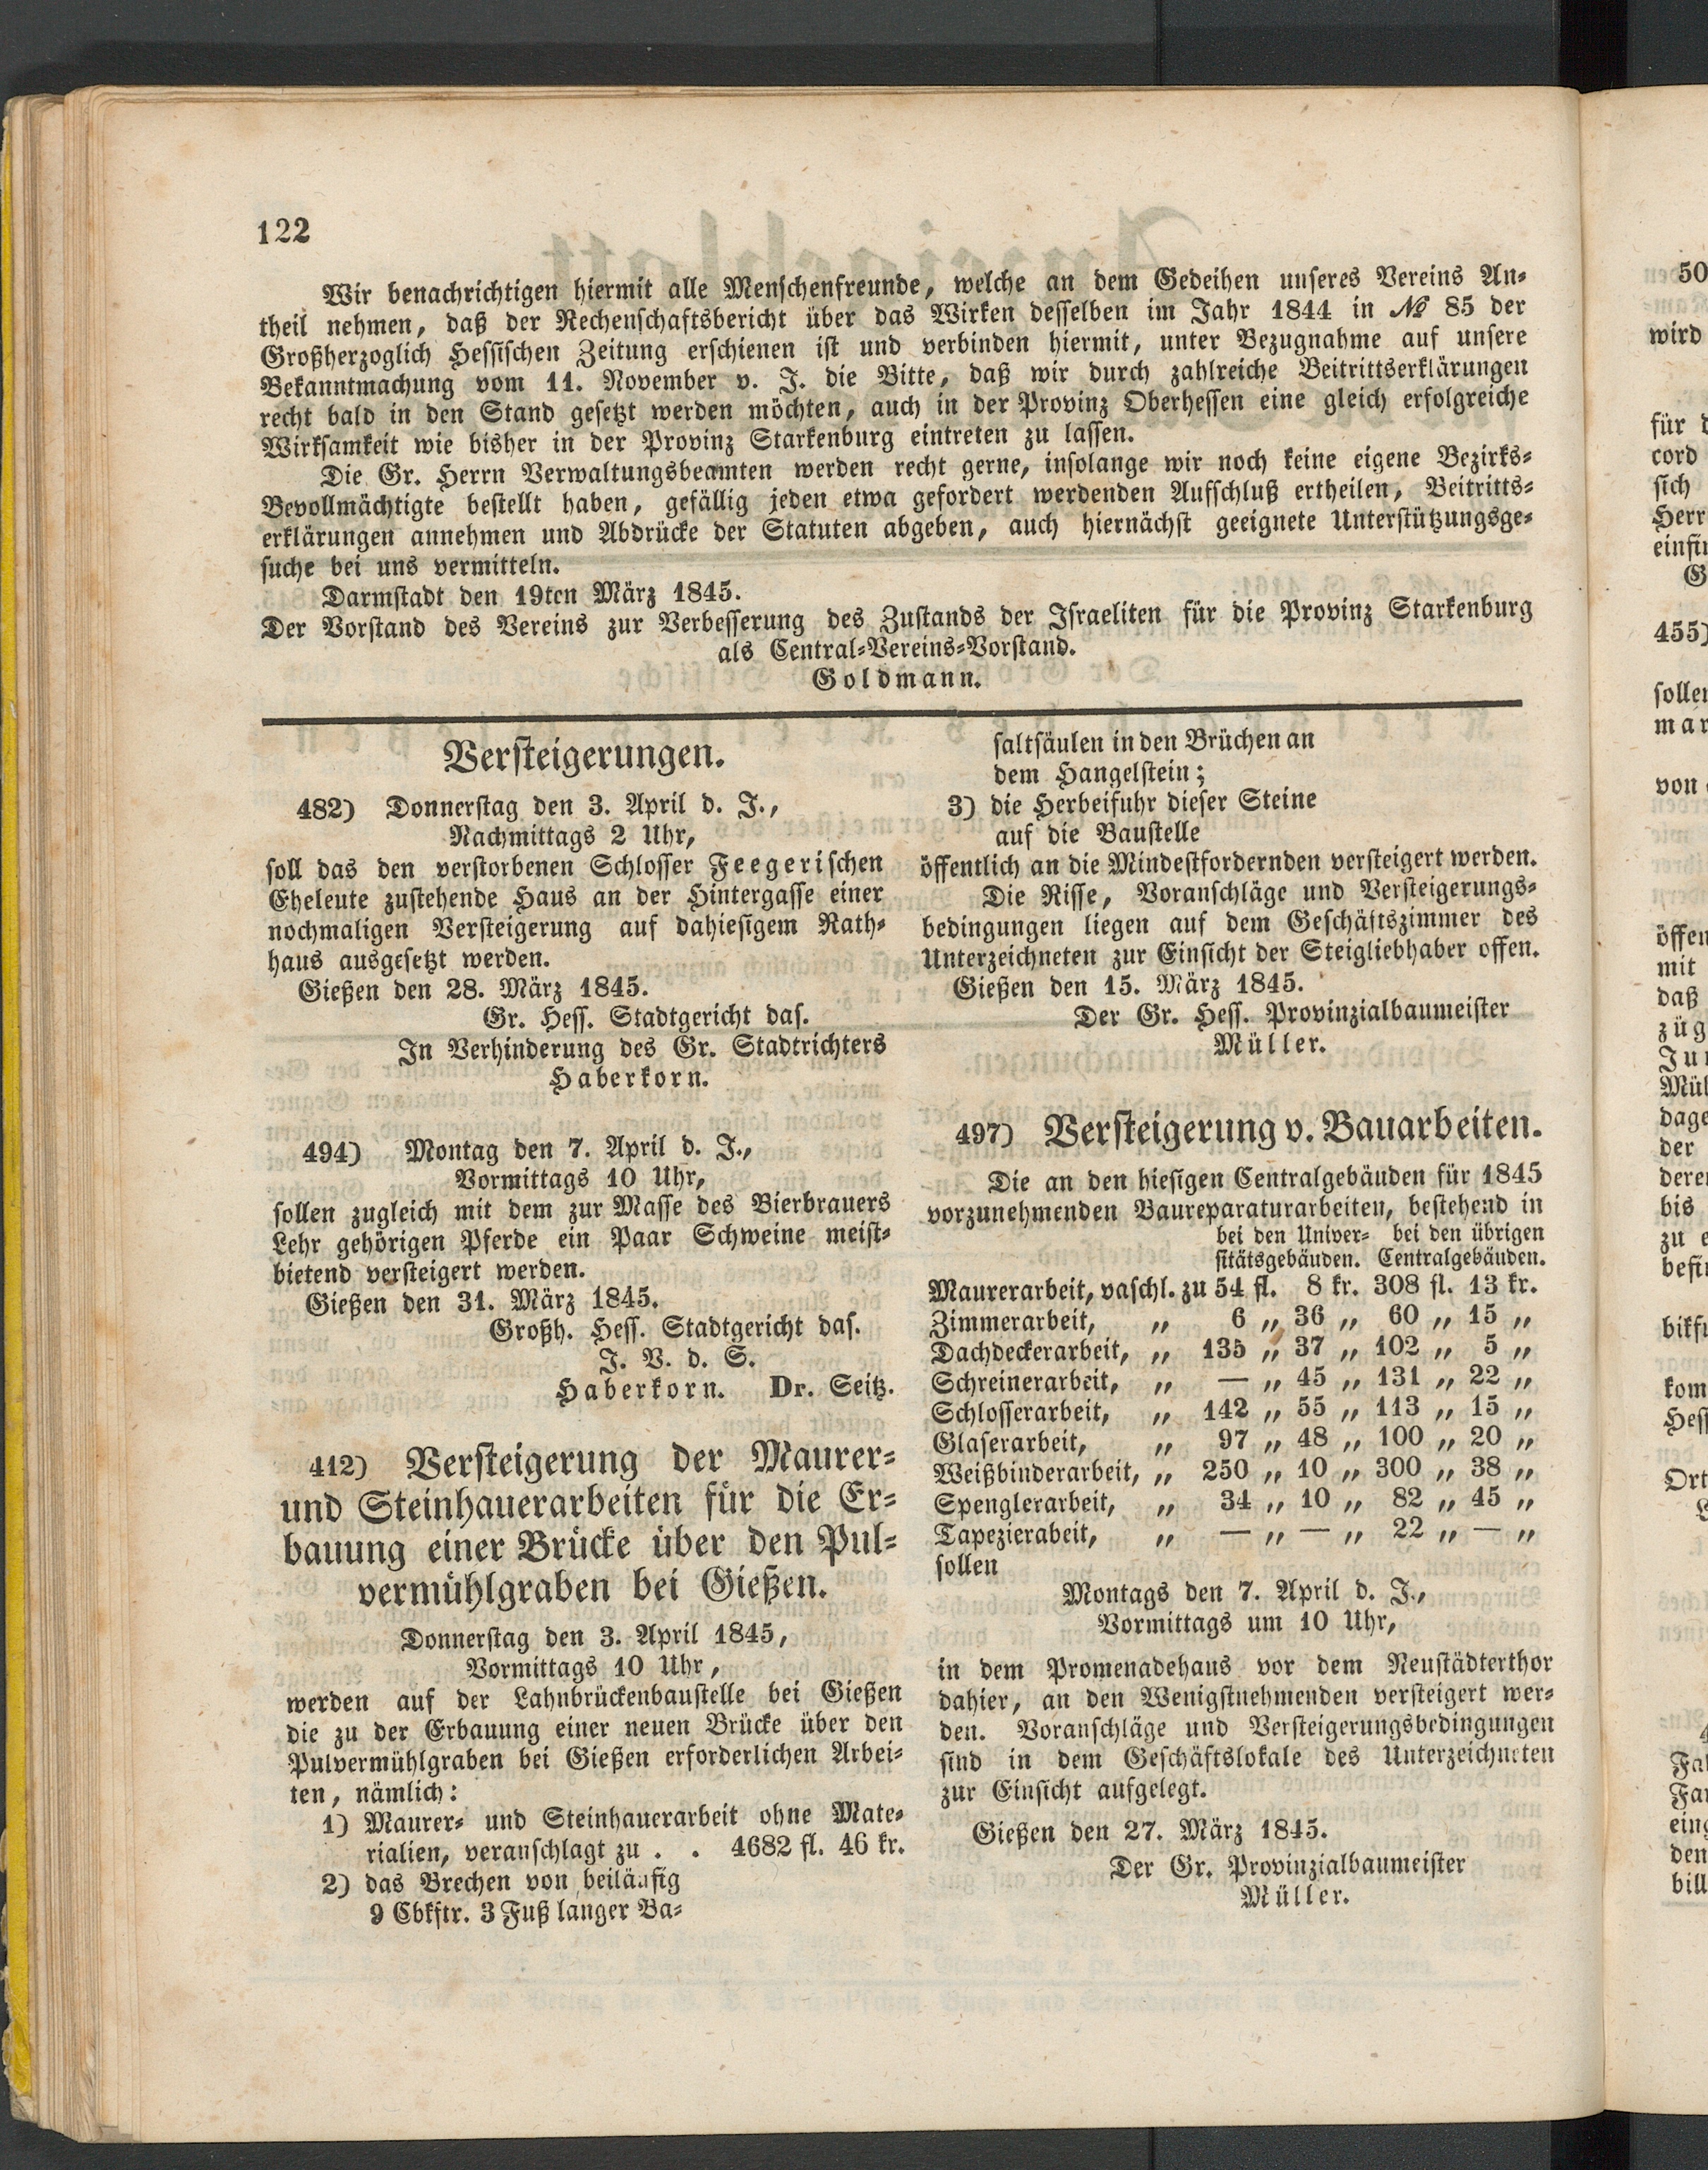 122
Wir benachrichtigen hiermit alle Menschenfreunde, welche an dem Gedeihen unseres Vereins An-
theil nehmen, daß der Rechenschaftsbericht über das Wirken desselben im Jahr 1844 in № 85 der
Großherzoglich Hessischen Zeitung erschienen ist und verbinden hiermit, unter Bezugnahme auf unsere
Bekanntmachung vom 11. November v. J. die Bitte, daß wir durch zahlreiche Beitrittserklärungen
recht bald in den Stand gesetzt werden möchten, auch in der Provinz Oberhessen eine gleich erfolgreiche
Wirksamkeit wie bisher in der Provinz Starkenburg eintreten zu lassen.
Die Gr. Herrn Verwaltungsbeamten werden recht gerne, insolange wir noch keine eigene Bezirks-
Bevollmächtigte bestellt haben, gefällig jeden etwa gefordert werdenden Aufschluß ertheilen, Beitritts-
erklärungen annehmen und Abdrücke der Statuten abgeben, auch hiernächst geeignete Unterstützungsge-
suche bei uns vermitteln.
Darmstadt den 19ten März 1845.
Der Vorstand des Vereins zur Verbesserung des Zustands der Israeliten für die Provinz Starkenburg
als Central-Vereins-Vorstand.
Goldmann.
Versteigerungen.
482) Donnerstag den 3. April d. J.,
Nachmittags 2 Uhr,
soll das den verstorbenen Schlosser Feegerischen
Eheleute zustehende Haus an der Hintergasse einer
nochmaligen Versteigerung auf dahiesigem Rath-
haus ausgesetzt werden.
Gießen den 28. März 1845.
Gr. Hess. Stadtgericht das.
In Verhinderung des Gr. Stadtrichters
Haberkorn.
494) Montag den 7. April d. J.,
Vormittags 10 Uhr,
sollen zugleich mit dem zur Masse des Bierbrauers
Lehr gehörigen Pferde ein Paar Schweine meist-
bietend versteigert werden.
Gießen den 31. März 1845.
Großh. Hess. Stadtgericht das.
J. V. d. S.
Haberkorn. Dr. Seitz.
412) Versteigerung der Maurer-
und Steinhauerarbeiten für die Er-
bauung einer Brücke über den Pul-
vermühlgraben bei Gießen.
Donnerstag den 3. April 1845,
Vormittags 10 Uhr,
werden auf der Lahnbrückenbaustelle bei Gießen
die zu der Erbauung einer neuen Brücke über den
Pulvermühlgraben bei Gießen erforderlichen Arbei-
ten, nämlich:
1) Maurer- und Steinhauerarbeit ohne Mate-
rialien, veranschlagt zu . . 4682 fl. 46 kr.
2) das Brechen von beiläufig
9 Cbkftr. 3 Fuß langer Ba-
saltsäulen in den Brüchen an
dem Hangelstein;
3) die Herbeifuhr dieser Steine
auf die Baustelle
öffentlich an die Mindestfordernden versteigert werden.
Die Risse, Voranschläge und Versteigerungs-
bedingungen liegen auf dem Geschäftszimmer des
Unterzeichneten zur Einsicht der Steigliebhaber offen.
Gießen den 15. März 1845.
Der Gr. Hess. Provinzialbaumeister
Müller.
497) Versteigerung v. Bauarbeiten.
Die an den hiesigen Centralgebäuden für 1845
vorzunehmenden Baureparaturarbeiten, bestehend in
bei den Univer- bei den übrigen
sitätsgebäuden. Centralgebäuden.
Maurerarbeit, vaschl. zu 54 fl. 8 kr. 308 fl. 13 kr.
Zimmerarbeit, „ 6 „ 36 „ 60 „ 15 „
Dachdeckerarbeit, „ 135 „ 37 „ 102 „ 5 „
Schreinerarbeit, „ — „ 45 „ 131 „ 22 „
Schlosserarbeit, „ 142 „ 55 „ 113 „ 15 „
Glaserarbeit, „ 97 „ 48 „ 100 „ 20 „
Weißbinderarbeit, „ 250 „ 10 „ 300 „ 38 „
Spenglerarbeit, „ 34 „ 10 „ 82 „ 45 „
Tapezierabeit, „ — „ — „ 22 „ — „
sollen
Montags den 7. April d. J.,
Vormittags um 10 Uhr,
in dem Promenadehaus vor dem Neustädterthor
dahier, an den Wenigstnehmenden versteigert wer-
den. Voranschläge und Versteigerungsbedingungen
sind in dem Geschäftslokale des Unterzeichneten
zur Einsicht aufgelegt.
Gießen den 27. März 1845.
Der Gr. Provinzialbaumeister
Müller.